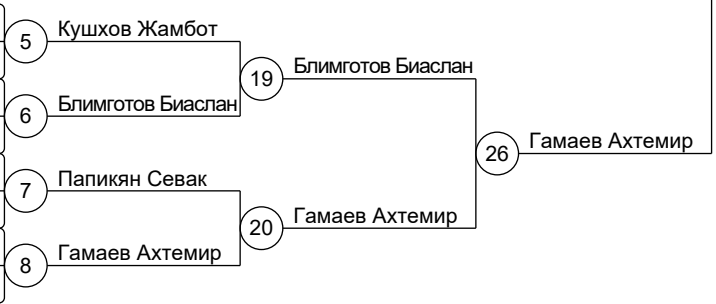 5
Кушхов Жамбот
19
Блимготов Биаслан
6
Блимготов Биаслан
26
Гамаев Ахтемир
7
Папикян Севак
20
Гамаев Ахтемир
8
Гамаев Ахтемир